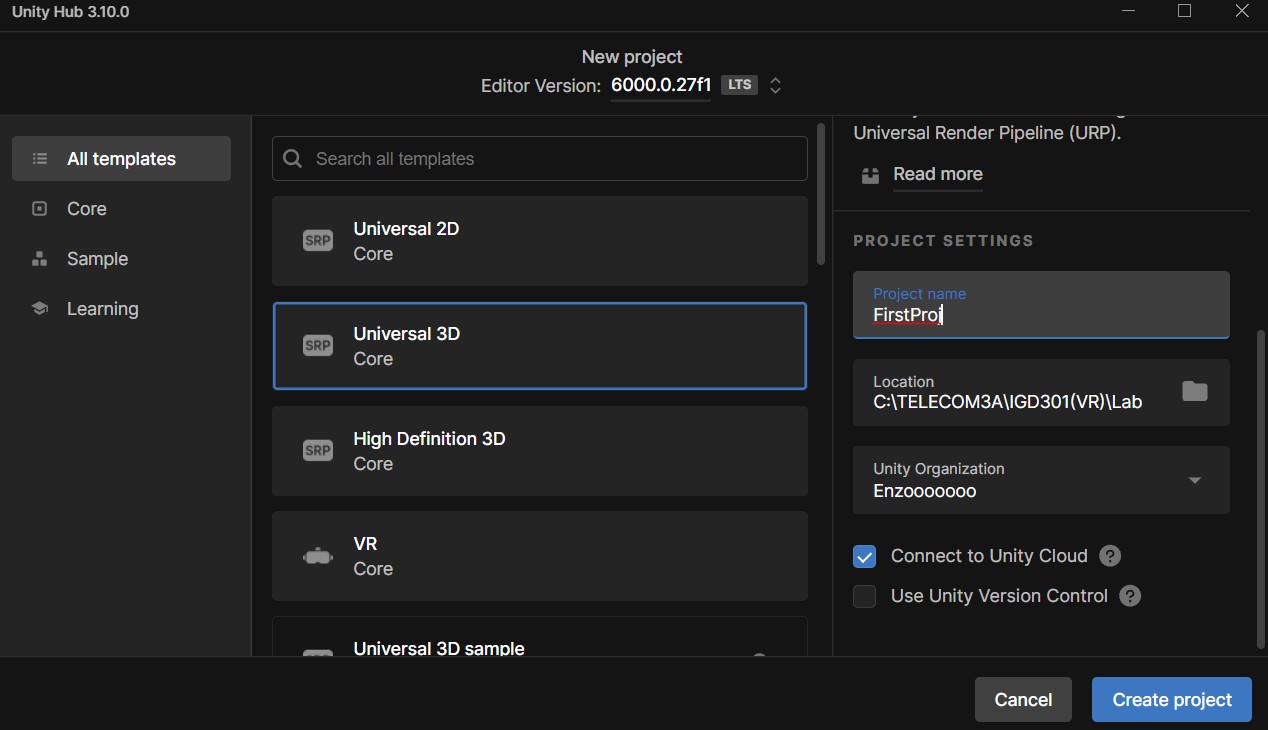 Unity Hub 3.10.0
New project
Editor Version: 6000.0.27f1 LTS
All templates
Core
Sample
Learning
Search all templates
SRP
Universal 2D
Core
SRP
Universal 3D
Core
SRP
High Definition 3D
Core
VR
Core
Universal 3D sample
Universal Render Pipeline (URP).
Read more
PROJECT SETTINGS
Project name
FirstProj
Location
C:\TELECOM3A\IGD301(VR)\Lab
Unity Organization
Enzooooooo
Connect to Unity Cloud ?
Use Unity Version Control ?
Cancel
Create project